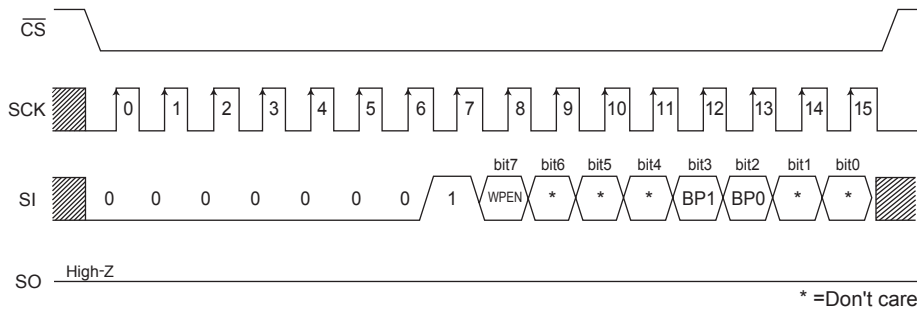 CS
SCK 0 1 2 3 4 5 6 7 8 9 10 11 12 13 14 15
bit7 bit6 bit5 bit4 bit3 bit2 bit1 bit0
SI 0 0 0 0 0 0 0 1 WPEN * * * BP1 BP0 * *
SO High-Z
* =Don't care